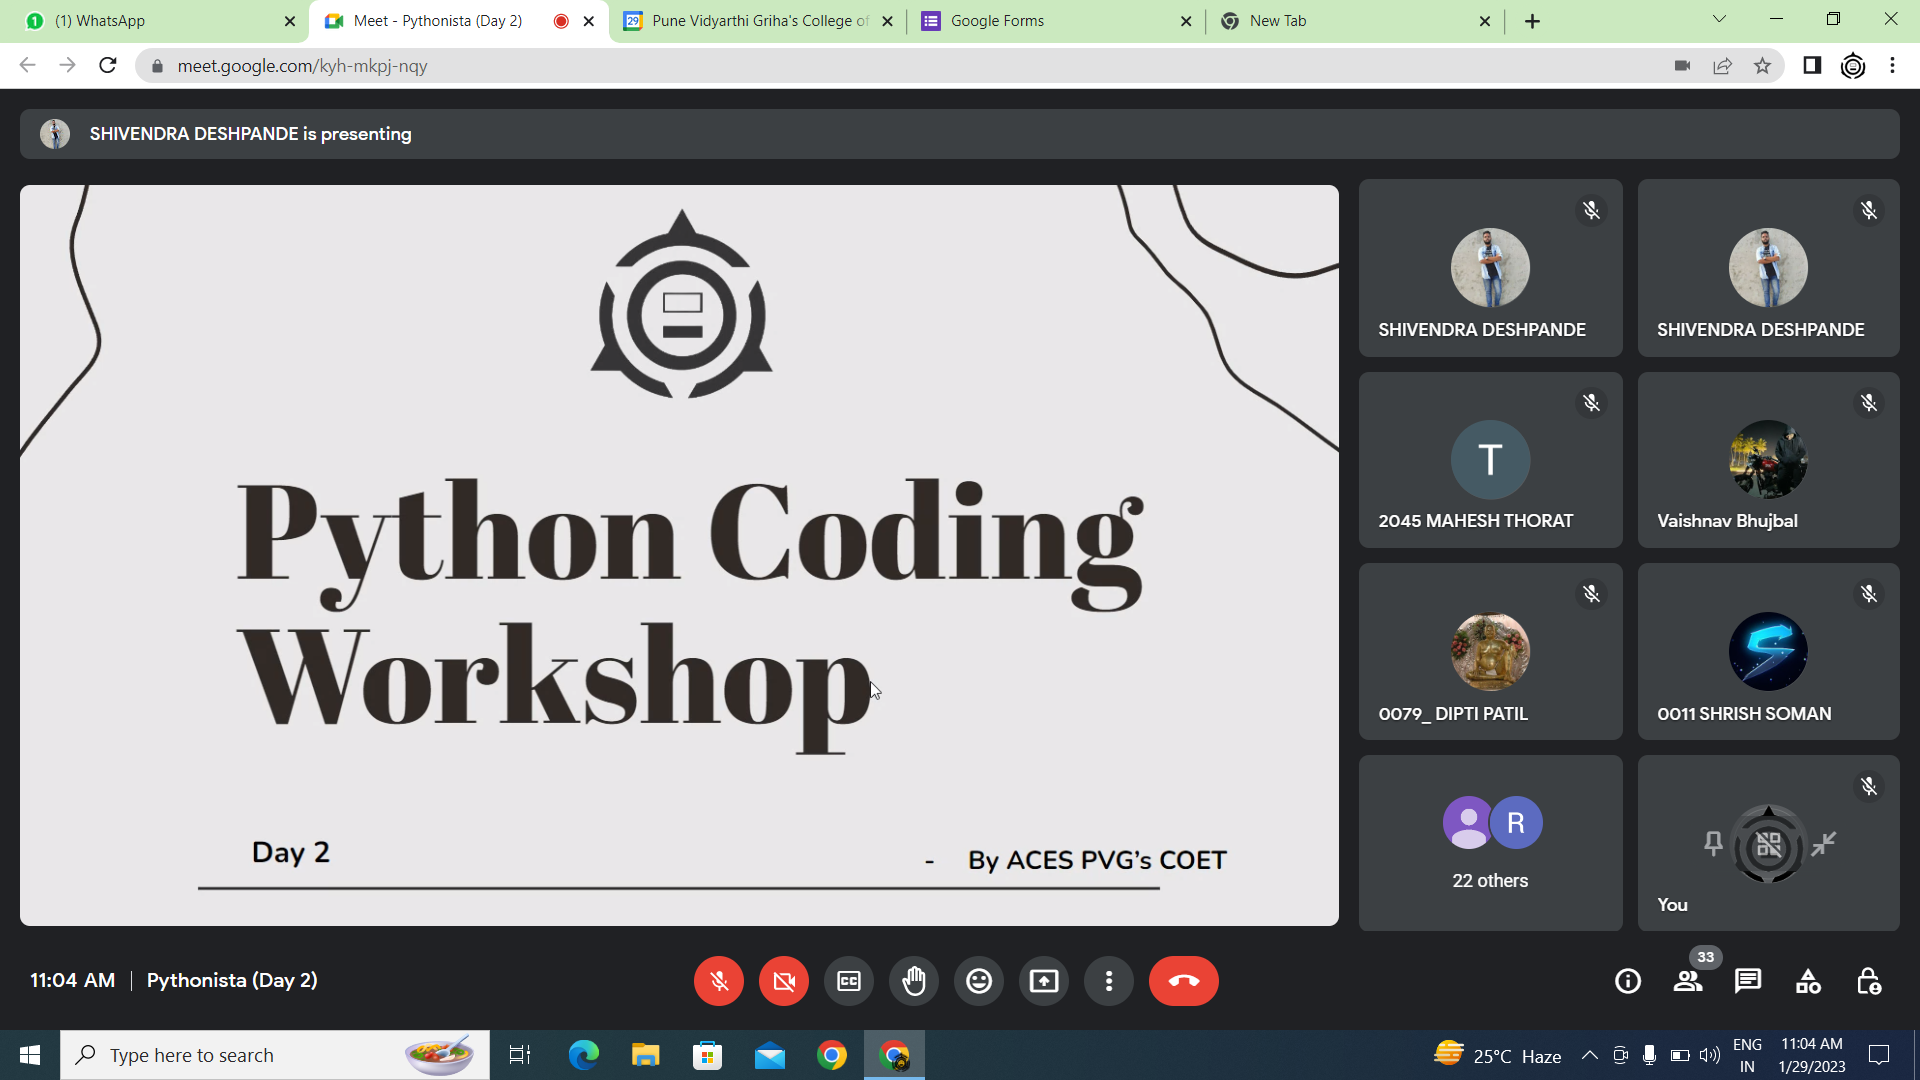 (1) WhatsApp
Meet - Pythonista (Day 2)
Pune Vidyarthi Griha's College of
Google Forms
New Tab
meet.google.com/kyh-mkpj-nqy
SHIVENDRA DESHPANDE is presenting
Python Coding
Workshop
Day 2
- By ACES PVG's COET
SHIVENDRA DESHPANDE
SHIVENDRA DESHPANDE
T
2045 MAHESH THORAT
Vaishnav Bhujbal
0079_ DIPTI PATIL
0011 SHRISH SOMAN
R
22 others
You
11:04 AM | Pythonista (Day 2)
CC
33
Type here to search
25°C Haze
ENG
IN
11:04 AM
1/29/2023